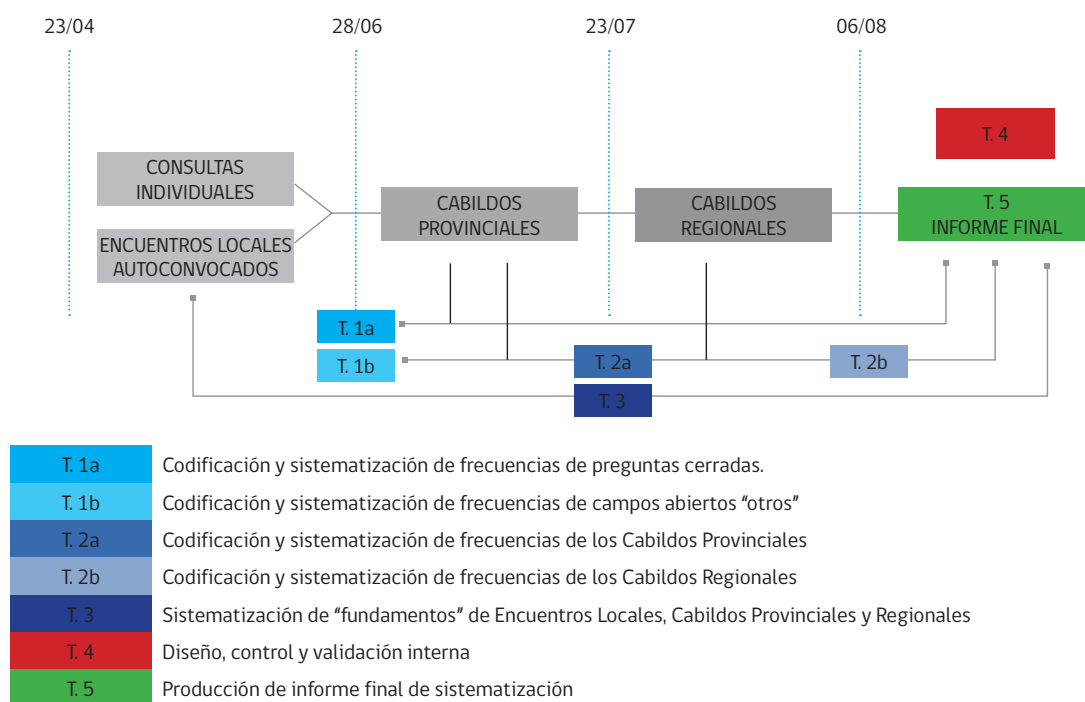 23/04
28/06
23/07
06/08
T. 4
CONSULTAS
INDIVIDUALES
ENCUENTROS LOCALES
AUTOCONVOCADOS
CABILDOS
PROVINCIALES
CABILDOS
REGIONALES
T. 5
INFORME FINAL
T. 1a
T. 1b
T. 2a
T. 2b
T. 3
T. 1a Codificación y sistematización de frecuencias de preguntas cerradas.
T. 1b Codificación y sistematización de frecuencias de campos abiertos "otros"
T. 2a Codificación y sistematización de frecuencias de los Cabildos Provinciales
T. 2b Codificación y sistematización de frecuencias de los Cabildos Regionales
T. 3 Sistematización de "fundamentos" de Encuentros Locales, Cabildos Provinciales y Regionales
T. 4 Diseño, control y validación interna
T. 5 Producción de informe final de sistematización